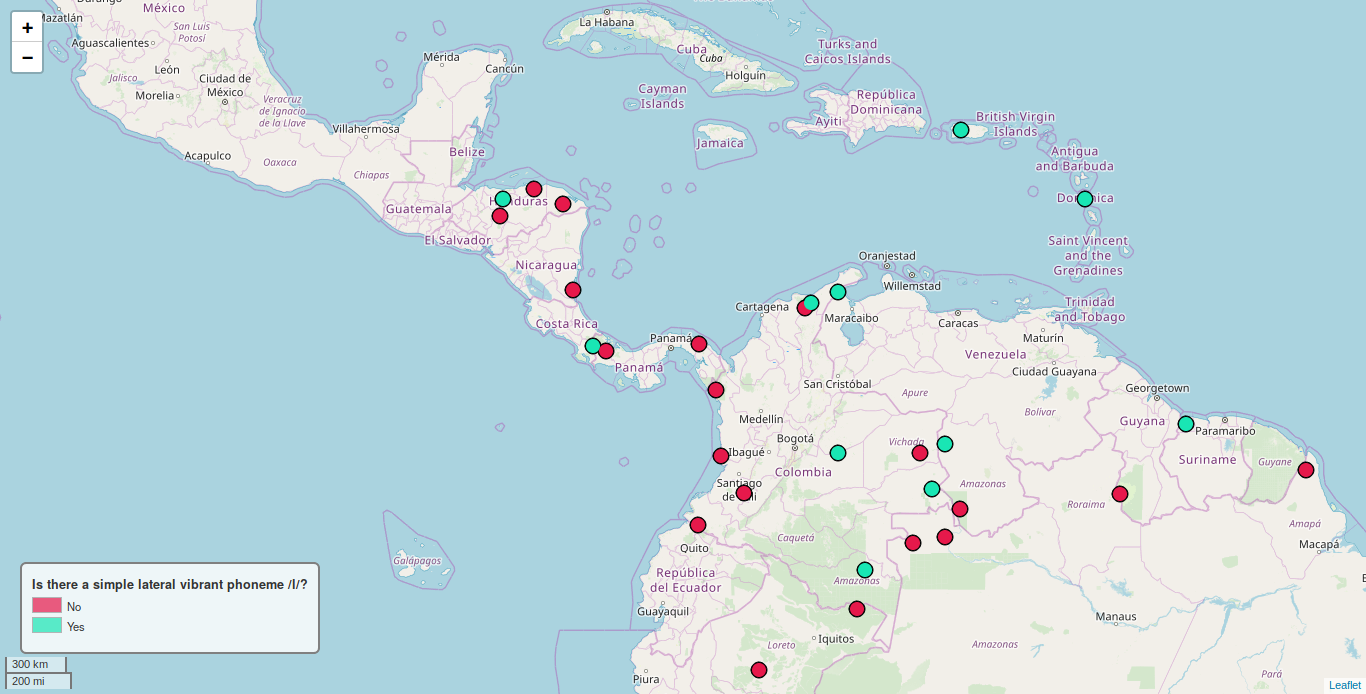 +
−
Durango
Mazatlán
México
San Luis
Potosí
Aguascalientes
León
Jalisco
Ciudad de
México
Morelia
Veracruz
de Ignacio
de la Llave
Villahermosa
Acapulco
Oaxaca
Chiapas
Mérida
Cancún
La Habana
Cuba
Cuba
Holguín
Cayman
Islands
Turks and
Caicos Islands
República
Dominicana
Ayiti
Jamaica
British Virgin
Islands
Antigua
and Barbuda
Dominica
Saint Vincent
and the
Grenadines
Trinidad
and Tobago
Belize
Guatemala
Honduras
El Salvador
Nicaragua
Costa Rica
Panamá
Panamá
Oranjestad
Willemstad
Cartagena
Maracaibo
Caracas
Maturín
Venezuela
Ciudad Guayana
San Cristóbal
Apure
Bolívar
Georgetown
Guyana
Paramaribo
Suriname
Guyane
Medellín
Bogotá
Ibagué
Colombia
Vichada
Santiago
de Cali
Amazonas
Roraima
Amapá
Macapá
Caquetá
Quito
República
del Ecuador
Guayaquil
Galápagos
Amazonas
Iquitos
Loreto
Manaus
Amazonas
Pará
Piura
Is there a simple lateral vibrant phoneme /l/?
No
Yes
300 km
200 mi
Leaflet